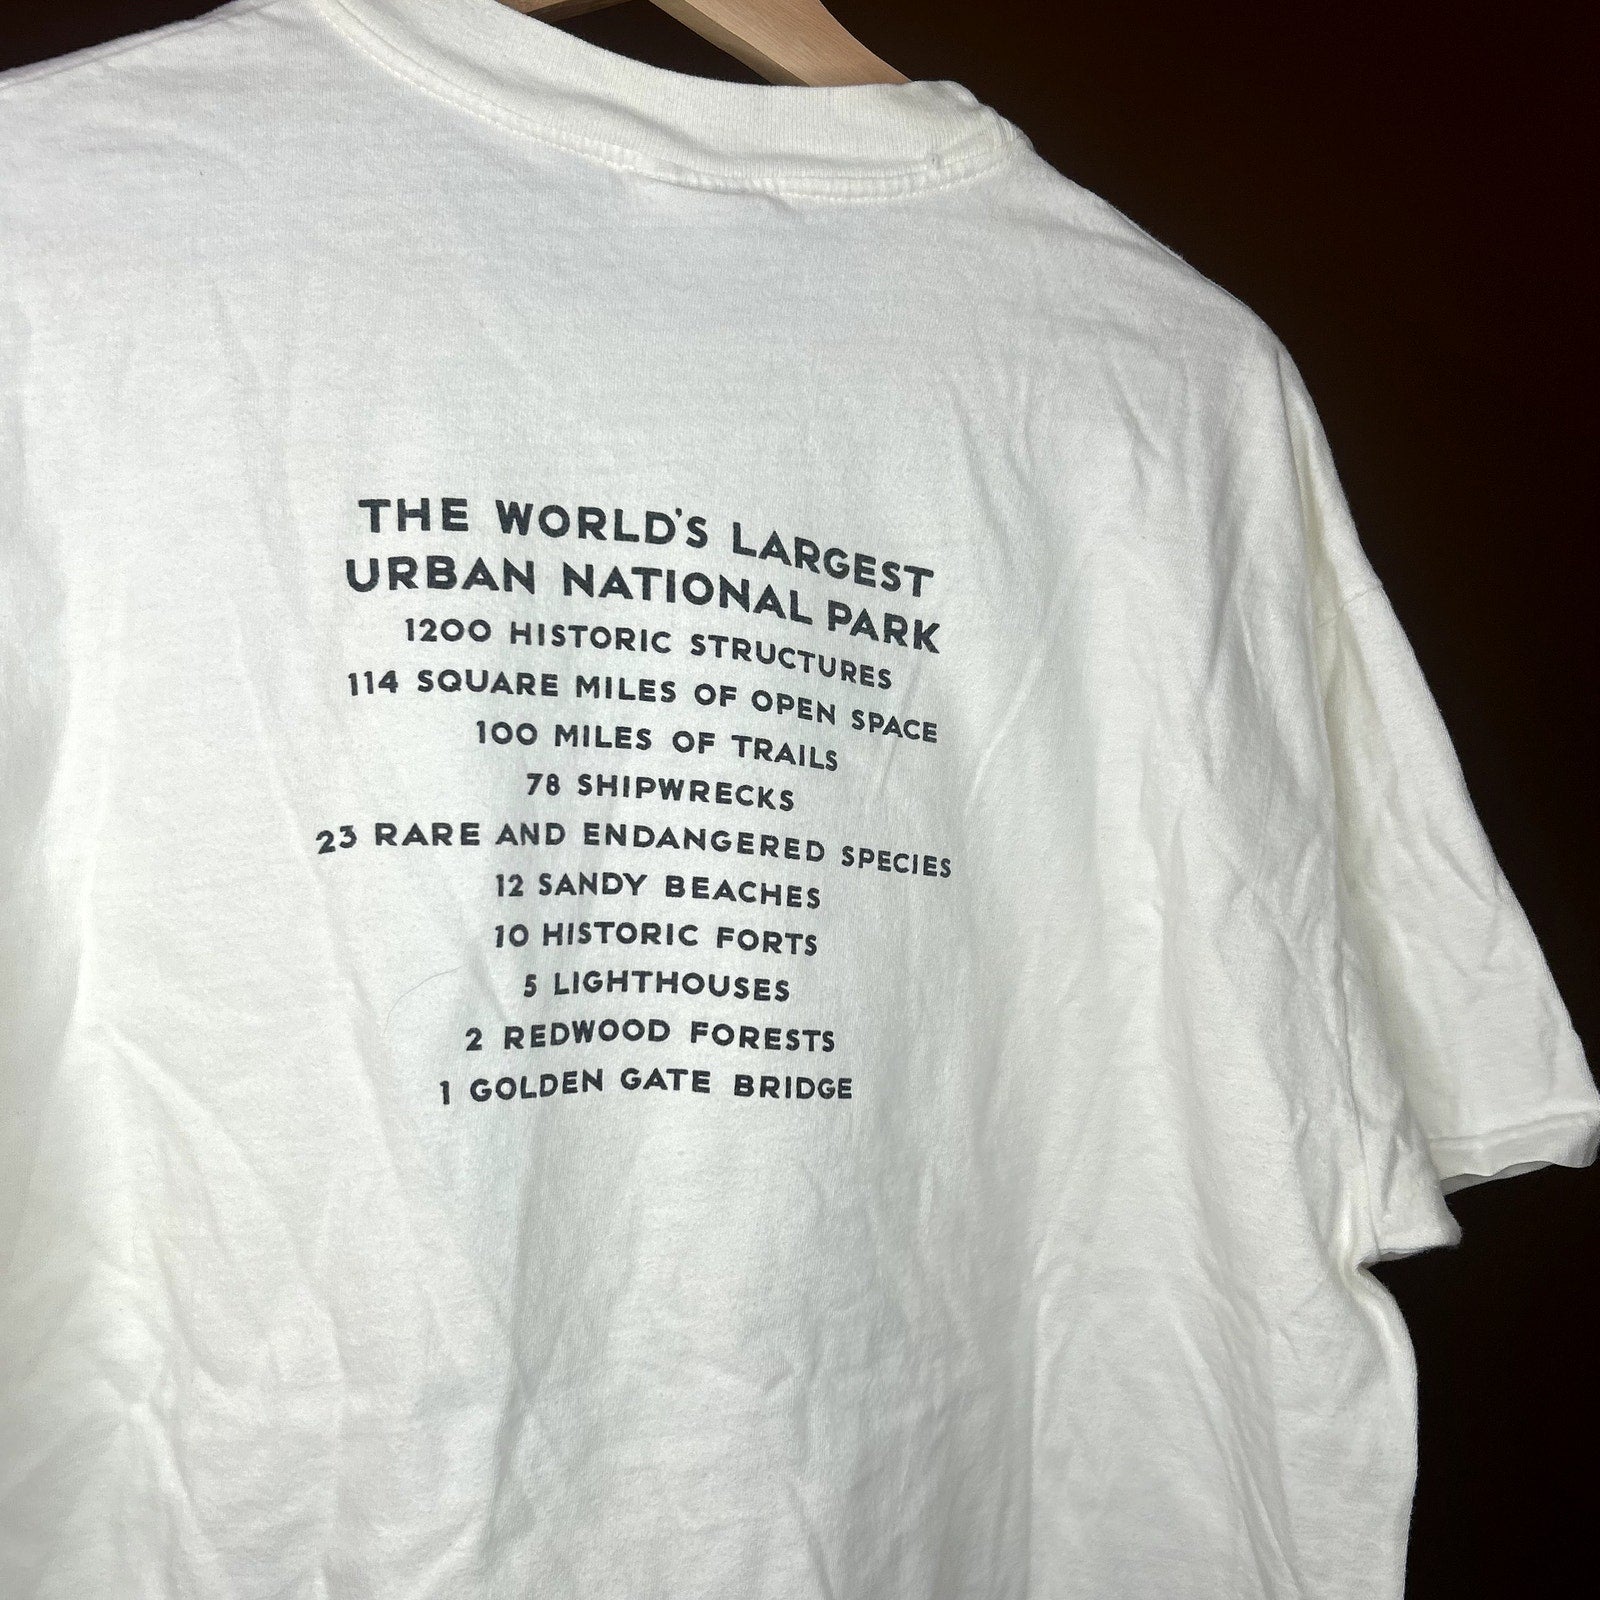 THE WORLD'S LARGEST
URBAN NATIONAL PARK
1200 HISTORIC STRUCTURES
114 SQUARE MILES OF OPEN SPACE
100 MILES OF TRAILS
78 SHIPWRECKS
23 RARE AND ENDANGERED SPECIES
12 SANDY BEACHES
10 HISTORIC FORTS
5 LIGHTHOUSES
2 REDWOOD FORESTS
1 GOLDEN GATE BRIDGE